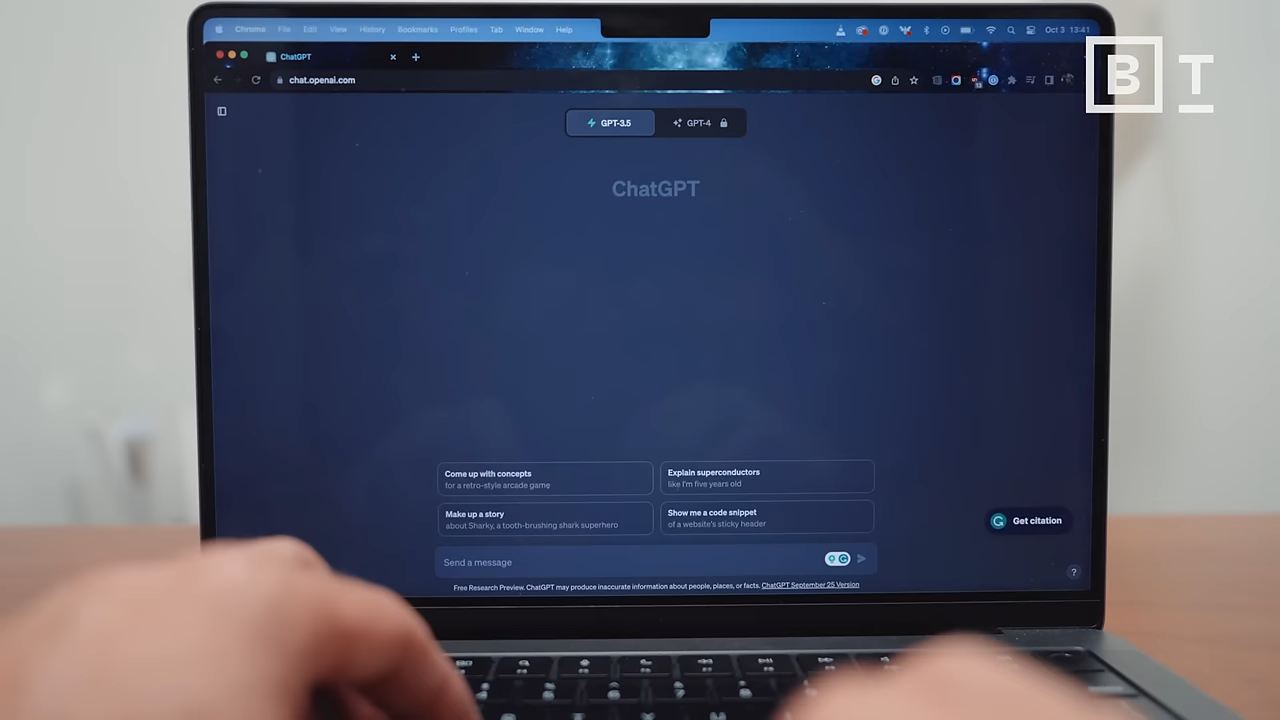 Chrome File Edit View History Bookmarks Profiles Tab Window Help
Oct 3 13:41
ChatGPT
chat.openai.com
B T
GPT-3.5
GPT-4
ChatGPT
Come up with concepts
for a retro-style arcade game
Explain superconductors
like I'm five years old
Make up a story
about Sharky, a tooth-brushing shark superhero
Show me a code snippet
of a website's sticky header
Get citation
Send a message
?
Free Research Preview. ChatGPT may produce inaccurate information about people, places, or facts. ChatGPT September 25 Version